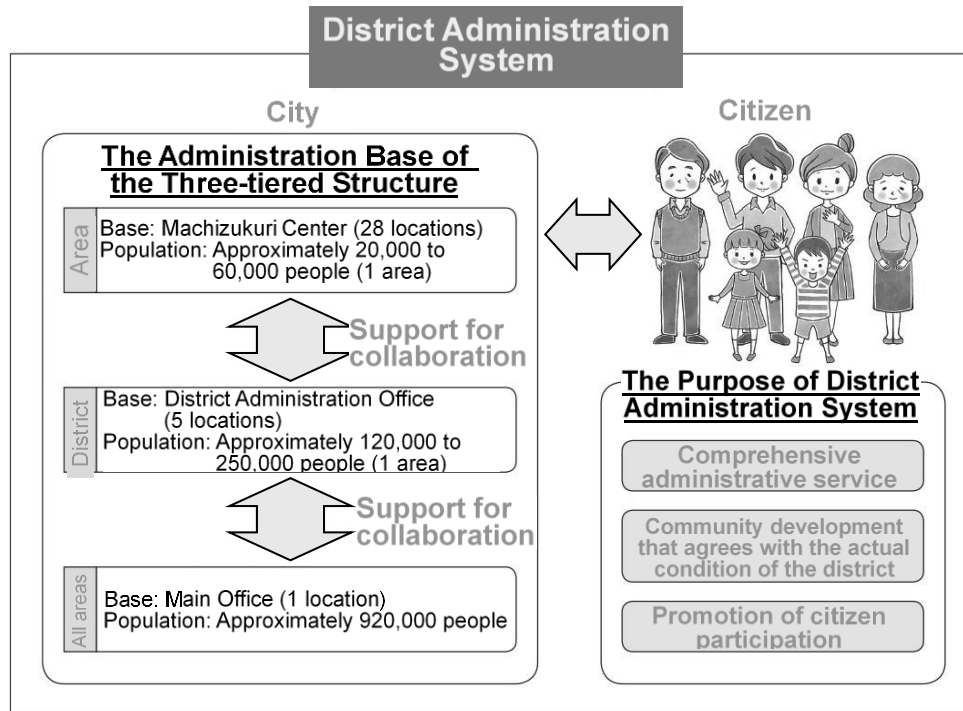 District Administration
System
City
The Administration Base of
the Three-tiered Structure
Area
Base: Machizukuri Center (28 locations)
Population: Approximately 20,000 to
60,000 people (1 area)
Support for
collaboration
District
Base: District Administration Office
(5 locations)
Population: Approximately 120,000 to
250,000 people (1 area)
Support for
collaboration
All areas
Base: Main Office (1 location)
Population: Approximately 920,000 people
Citizen
The Purpose of District
Administration System
Comprehensive
administrative service
Community development
that agrees with the actual
condition of the district
Promotion of citizen
participation